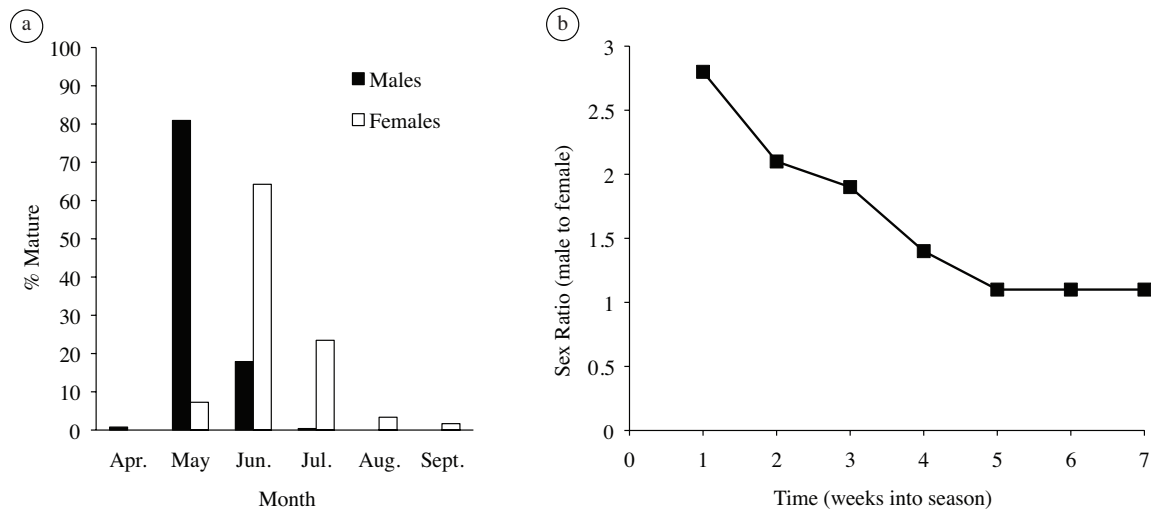 a
100
90
80
70
60
50
40
30
20
10
0
% Mature
Males
Females
Apr. May Jun. Jul. Aug. Sept.
Month
b
3
2.5
2
1.5
1
0.5
0
Sex Ratio (male to female)
0 1 2 3 4 5 6 7
Time (weeks into season)